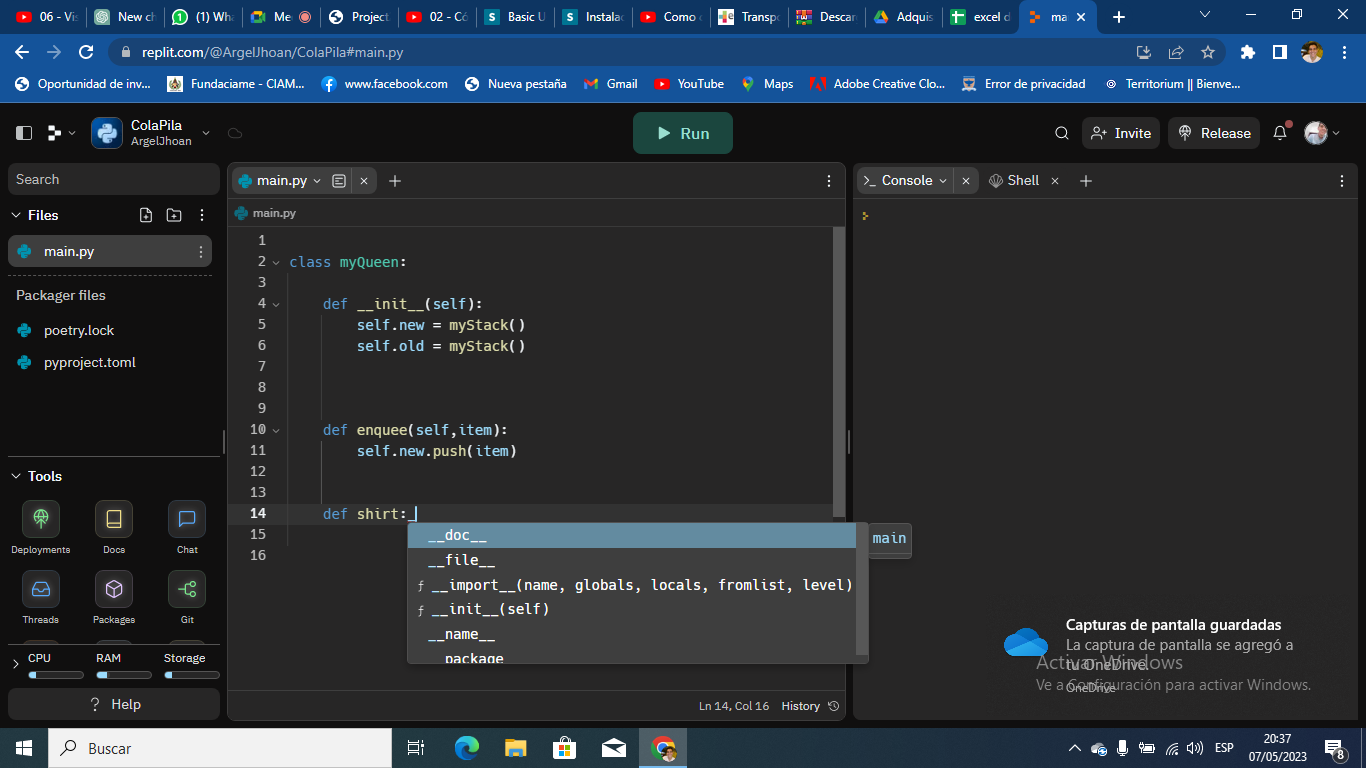 06 - Vis
New ch
(1) Wha
Me
Project
02 - Có
Basic U
Instalac
Como
Transpo
Descar
Adquis
excel d
ma
replit.com/@ArgelJhoan/ColaPila#main.py
Oportunidad de inv...
Fundaciame - CIAM...
www.facebook.com
Nueva pestaña
Gmail
YouTube
Maps
Adobe Creative Clo...
Error de privacidad
Territorium || Bienve...
ColaPila
ArgelJhoan
Run
Invite
Release
Search
Files
main.py
Packager files
poetry.lock
pyproject.toml
Tools
Deployments
Docs
Chat
Threads
Packages
Git
CPU
RAM
Storage
? Help
main.py
main.py
1
2 class myQueen:
3
4 def __init__(self):
5 self.new = myStack()
6 self.old = myStack()
7
8
9
10 def enquee(self,item):
11 self.new.push(item)
12
13
14 def shirt:_
15
16
__doc__
__file__
ƒ __import__(name, globals, locals, fromlist, level)
ƒ __init__(self)
__name__
__package__
main
Ln 14, Col 16
History
Console
Shell
Capturas de pantalla guardadas
La captura de pantalla se agregó a
tu OneDrive.
OneDrive
Activar Windows
Ve a Configuración para activar Windows.
Buscar
ESP
20:37
07/05/2023
8